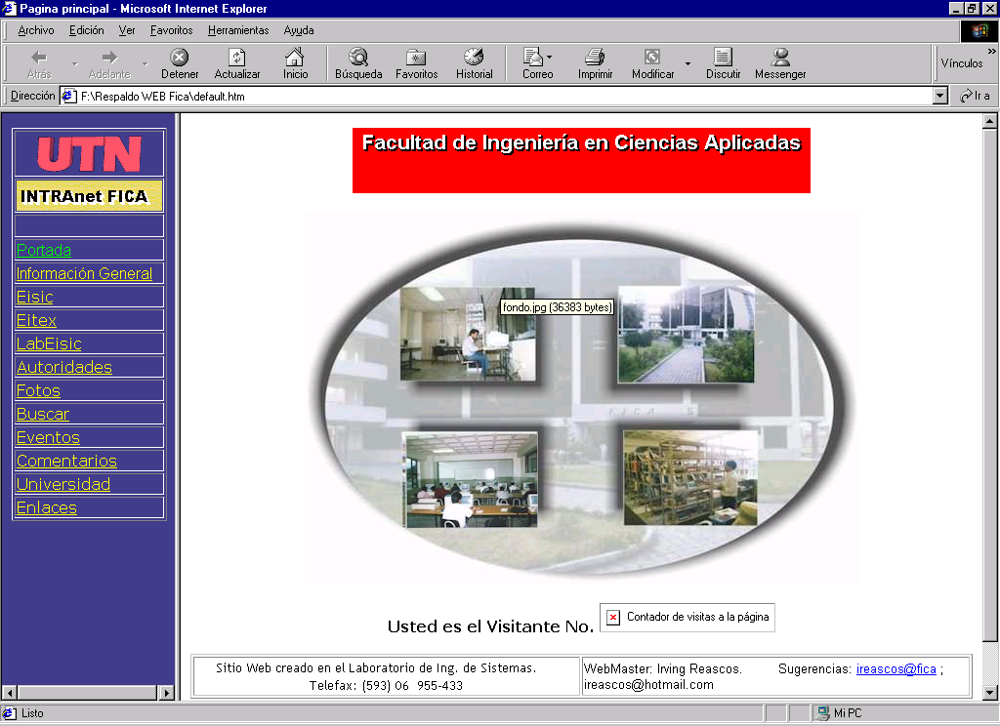 Pagina principal - Microsoft Internet Explorer
Archivo Edición Ver Favoritos Herramientas Ayuda
Atrás Adelante Detener Actualizar Inicio Búsqueda Favoritos Historial Correo Imprimir Modificar Discutir Messenger Vínculos »
Dirección F:\Respaldo WEB Fica\default.htm Ir a
UTN
INTRAnet FICA
Portada
Información General
Eisic
Eitex
LabEisic
Autoridades
Fotos
Buscar
Eventos
Comentarios
Universidad
Enlaces
Facultad de Ingeniería en Ciencias Aplicadas
fondo.jpg (36383 bytes)
FICA
Usted es el Visitante No. Contador de visitas a la página
Sitio Web creado en el Laboratorio de Ing. de Sistemas.
Telefax: (593) 06 955-433
WebMaster: Irving Reascos. Sugerencias: ireascos@fica ;
ireascos@hotmail.com
Listo Mi PC